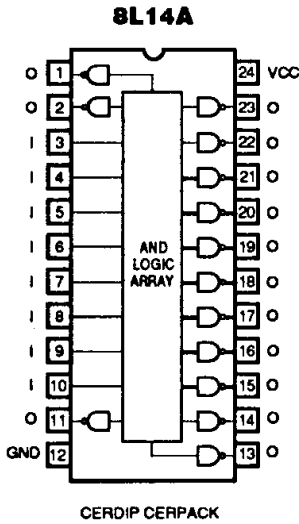 8L14A
O 1 24 VCC
O 2 23 O
I 3 22 O
I 4 21 O
I 5 20 O
I 6 AND 19 O
LOGIC
I 7 ARRAY 18 O
I 8 17 O
I 9 16 O
I 10 15 O
O 11 14 O
GND 12 13 O
CERDIP CERPACK